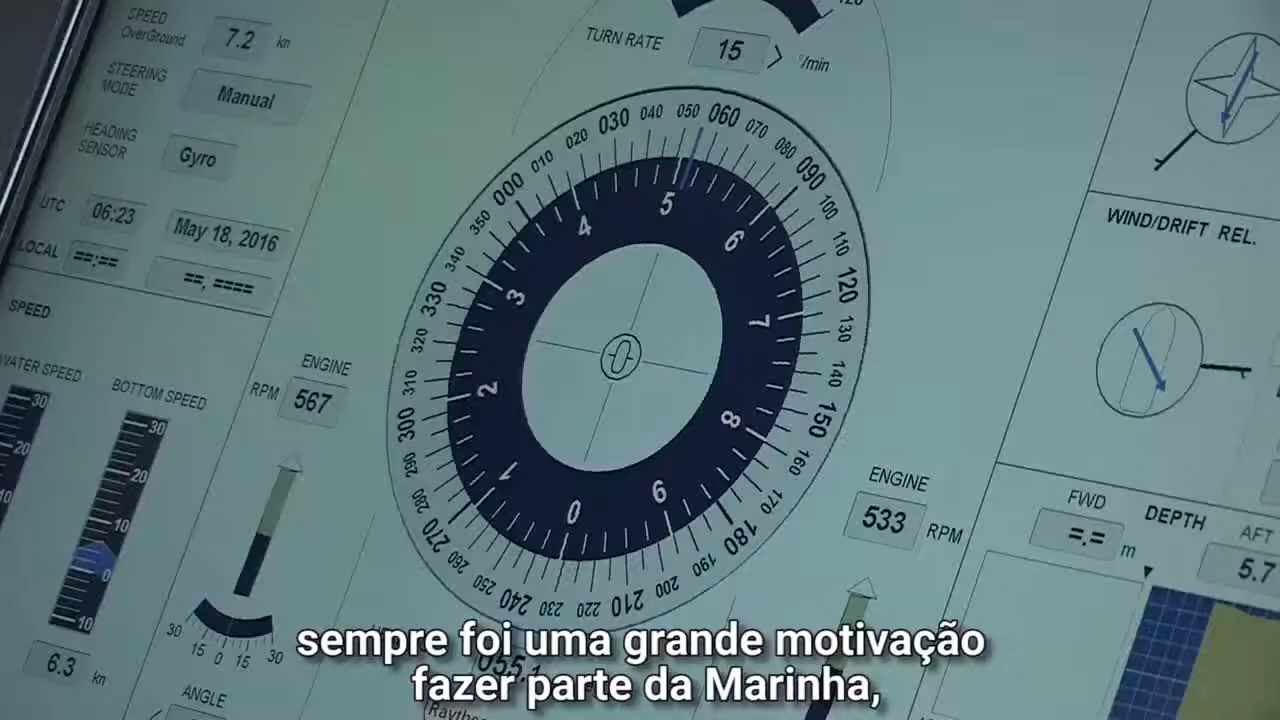 SPEED
OverGround
7.2 kn
STEERING
MODE
Manual
HEADING
SENSOR
Gyro
UTC
06:23
May 18, 2016
LOCAL
==:==
==, ====
SPEED
WATER SPEED
BOTTOM SPEED
30
20
10
30
20
10
0
10
6.3 kn
TURN RATE
15
°/min
ENGINE
RPM
567
30
15
0
15
30
ANGLE
000
010
020
030
040
050
060
070
080
090
100
110
120
130
140
150
160
170
180
190
200
210
220
230
240
250
260
270
280
290
300
310
320
330
340
350
0
1
2
3
4
5
6
7
8
9
0
WIND/DRIFT REL.
ENGINE
533
RPM
FWD
DEPTH
AFT
=.= m
5.7
sempre foi uma grande motivação
fazer parte da Marinha,